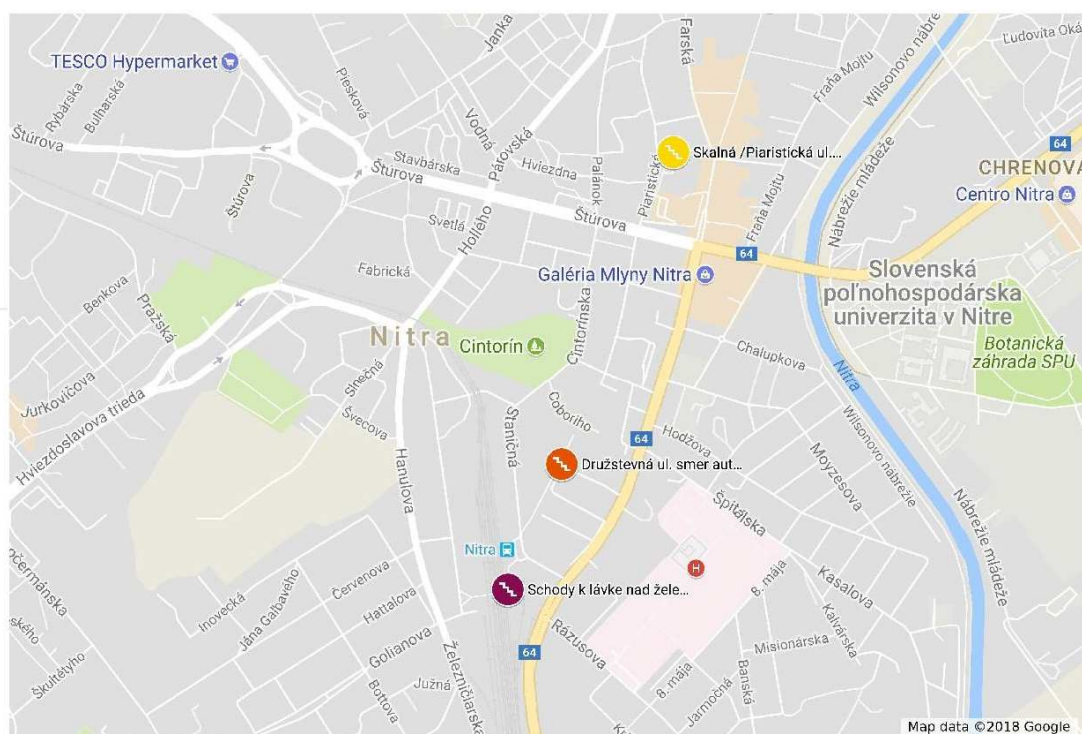 TESCO Hypermarket
Rybárska
Bulharská
Štúrova
Piesková
Janka
Vodná
Stavbárska
Pátovská
Hviezdna
Štúrova
Štúrova
Svetlá
Hollého
Palánok
Piaristická
Farská
Skalná /Piaristická ul....
Štúrova
Fraňa Mojtu
Wilsonovo nábre
Ľudovíta Oká
64
CHRENOVÁ
Centro Nitra
Nábrežie mládeže
Fraňa Mojtu
64
Galéria Mlyny Nitra
Slovenská
poľnohospodárska
univerzita v Nitre
Botanická
záhrada SPU
Fabrická
Benkova
Pražská
Nitra
Cintorín
Cintorínska
Chalupkova
Nitra
Jurkovičova
Hviezdoslavova trieda
Slnečná
Švecova
Hanulova
Staničná
Coboriho
64
Hodžova
Moyzesova
Wilsonovo nábrežie
Nábrežie mládeže
Družstevná ul. smer aut...
Špitálska
Nitra
H
Schody k lávke nad žele...
8. mája
Kasalova
Kalvárska
Misionárska
Rázusova
64
8. mája
Jarmočná
Banská
Červenova
Hattalova
Inovecká
Jána Galbavého
Golianova
Železničiarska
Južná
Bottova
očermánska
ského
Škultétyho
Map data ©2018 Google